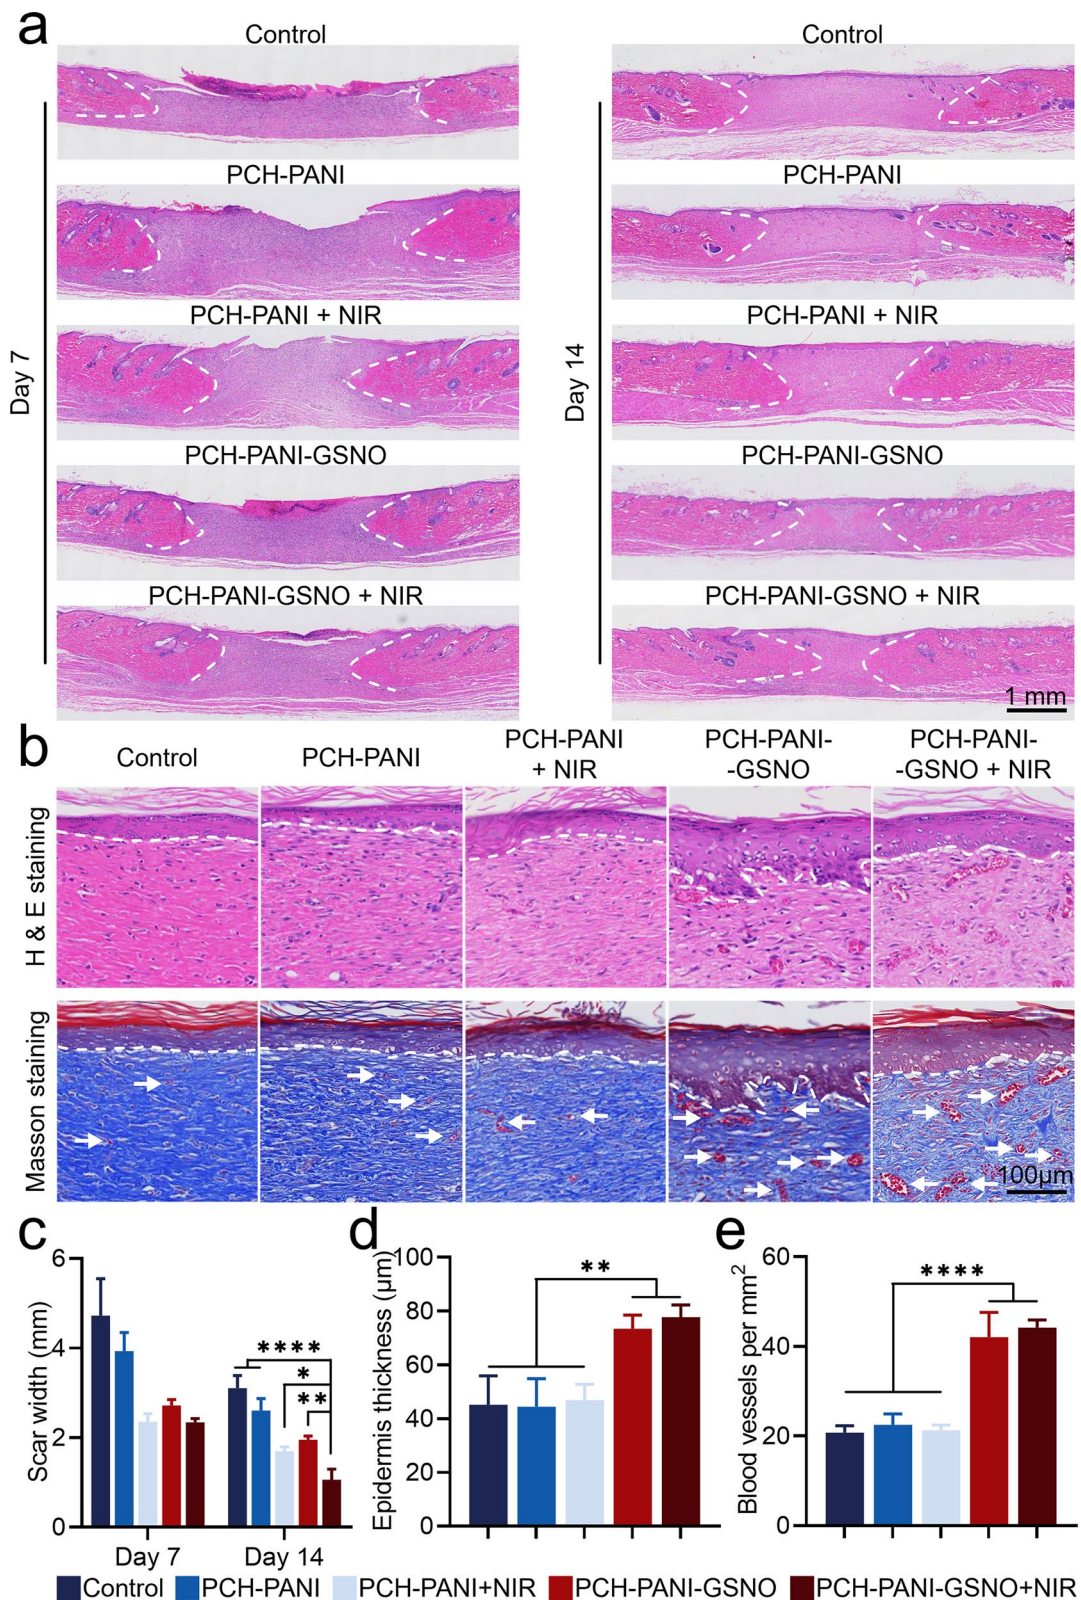 a
Control
Control
PCH-PANI
PCH-PANI
PCH-PANI + NIR
PCH-PANI + NIR
Day 7
Day 14
PCH-PANI-GSNO
PCH-PANI-GSNO
PCH-PANI-GSNO + NIR
PCH-PANI-GSNO + NIR
1 mm
b
Control
PCH-PANI
PCH-PANI
+ NIR
PCH-PANI-
-GSNO
PCH-PANI-
-GSNO + NIR
H & E staining
Masson staining
100μm
c
Scar width (mm)
6
4
2
0
****
*
**
Day 7
Day 14
d
Epidermis thickness (μm)
100
80
60
40
20
0
**
e
Blood vessels per mm²
60
40
20
0
****
Control
PCH-PANI
PCH-PANI+NIR
PCH-PANI-GSNO
PCH-PANI-GSNO+NIR